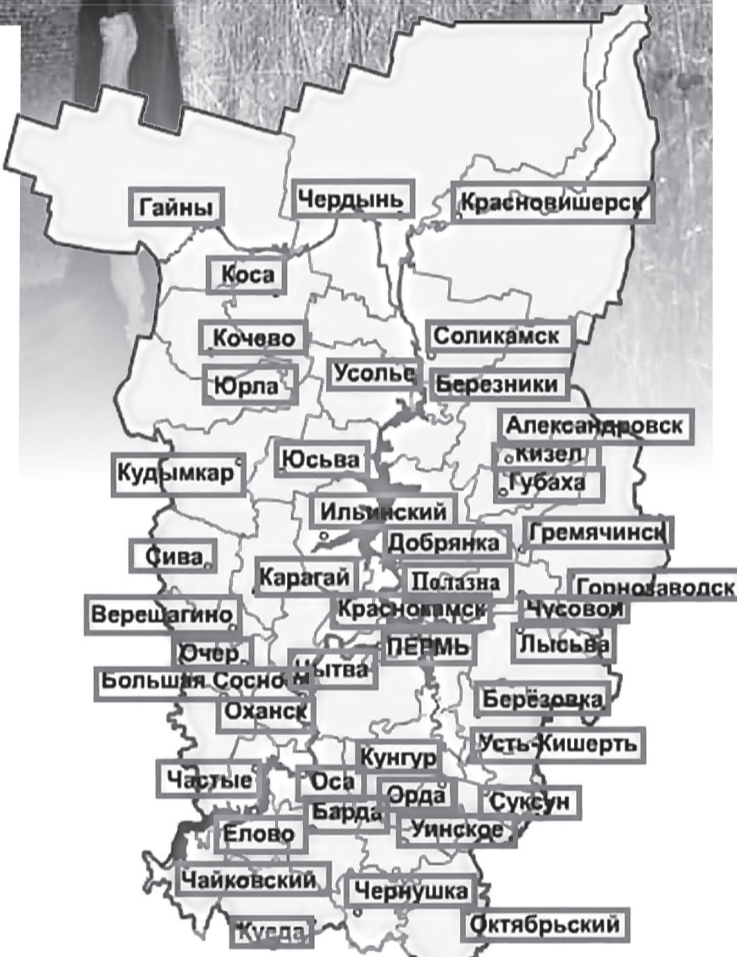 Гайны
Чердынь
Красновишерск
Коса
Кочево
Соликамск
Юрла
Усолье
Березники
Александровск
Кизел
Губаха
Кудымкар
Юсьва
Ильинский
Гремячинск
Добрянка
Сива
Карагай
Полазна
Горнозаводск
Верещагино
Краснокамск
Чусовой
Очер
ПЕРМЬ
Лысьва
Большая Соснова
Нытва
Оханск
Берёзовка
Усть-Кишерть
Кунгур
Частые
Оса
Орда
Суксун
Барда
Уинское
Елово
Чайковский
Чернушка
Октябрьский
Куеда